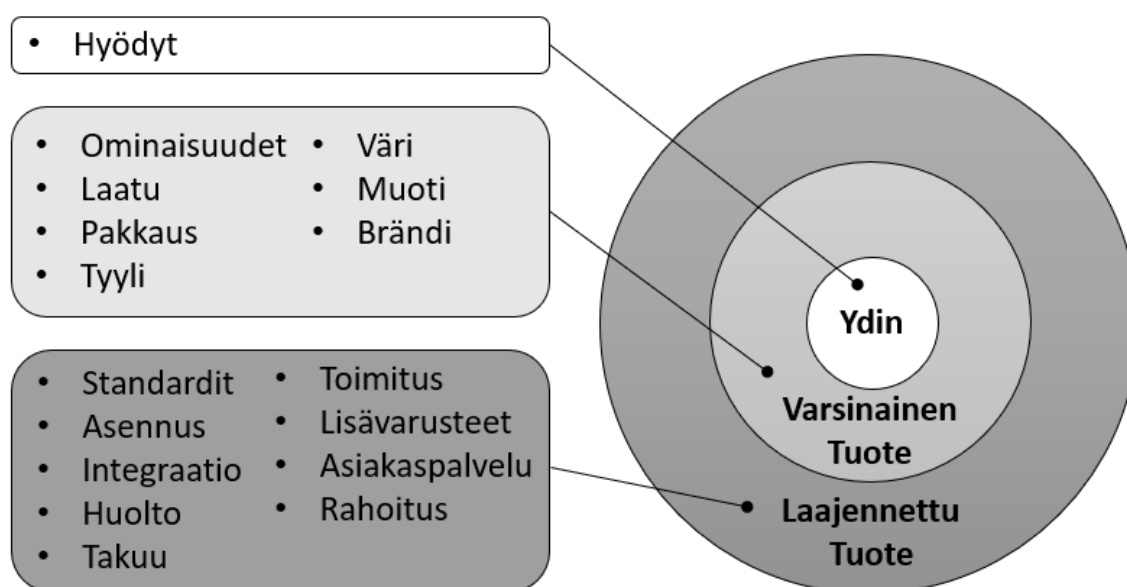 • Hyödyt
• Ominaisuudet
• Laatu
• Pakkaus
• Tyyli
• Väri
• Muoti
• Brändi
• Standardit
• Asennus
• Integraatio
• Huolto
• Takuu
• Toimitus
• Lisävarusteet
• Asiakaspalvelu
• Rahoitus
Ydin
Varsinainen
Tuote
Laajennettu
Tuote